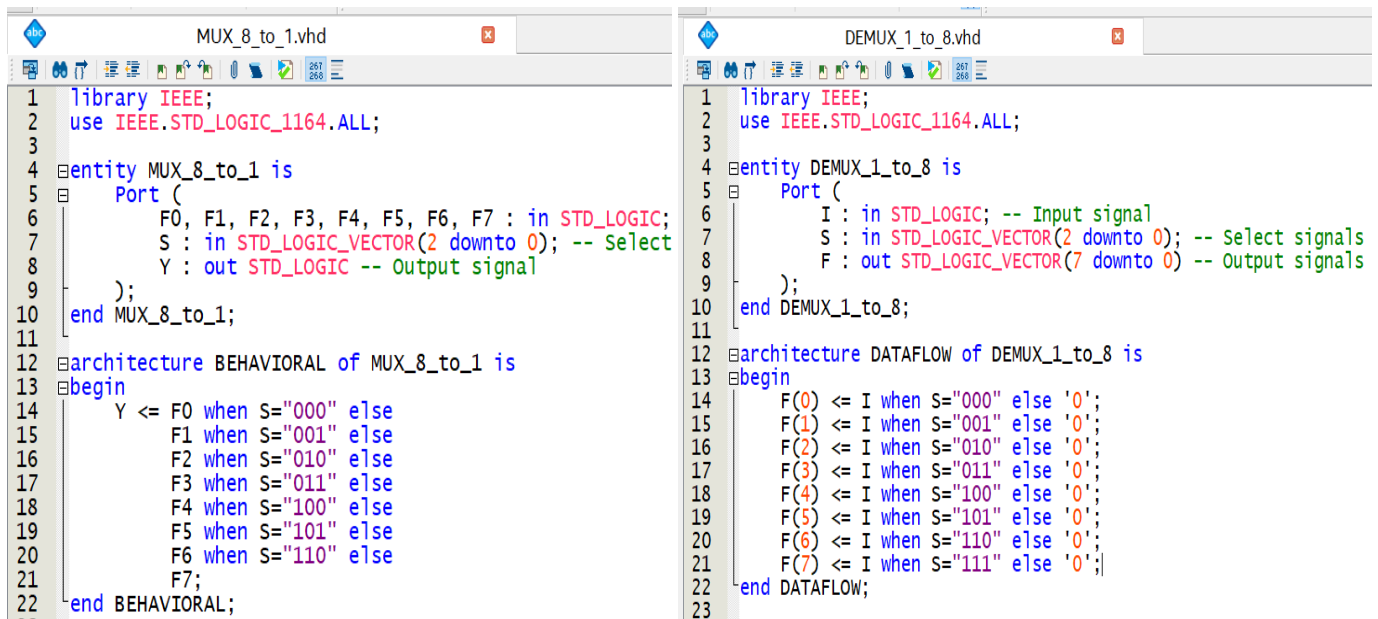 abc
MUX_8_to_1.vhd
267
268
1 library IEEE;
2 use IEEE.STD_LOGIC_1164.ALL;
3
4 entity MUX_8_to_1 is
5 Port (
6 F0, F1, F2, F3, F4, F5, F6, F7 : in STD_LOGIC;
7 S : in STD_LOGIC_VECTOR(2 downto 0); -- Select
8 Y : out STD_LOGIC -- Output signal
9 );
10 end MUX_8_to_1;
11
12 architecture BEHAVIORAL of MUX_8_to_1 is
13 begin
14 Y <= F0 when S="000" else
15 F1 when S="001" else
16 F2 when S="010" else
17 F3 when S="011" else
18 F4 when S="100" else
19 F5 when S="101" else
20 F6 when S="110" else
21 F7;
22 end BEHAVIORAL;
abc
DEMUX_1_to_8.vhd
267
268
1 library IEEE;
2 use IEEE.STD_LOGIC_1164.ALL;
3
4 entity DEMUX_1_to_8 is
5 Port (
6 I : in STD_LOGIC; -- Input signal
7 S : in STD_LOGIC_VECTOR(2 downto 0); -- Select signals
8 F : out STD_LOGIC_VECTOR(7 downto 0) -- Output signals
9 );
10 end DEMUX_1_to_8;
11
12 architecture DATAFLOW of DEMUX_1_to_8 is
13 begin
14 F(0) <= I when S="000" else '0';
15 F(1) <= I when S="001" else '0';
16 F(2) <= I when S="010" else '0';
17 F(3) <= I when S="011" else '0';
18 F(4) <= I when S="100" else '0';
19 F(5) <= I when S="101" else '0';
20 F(6) <= I when S="110" else '0';
21 F(7) <= I when S="111" else '0';
22 end DATAFLOW;
23